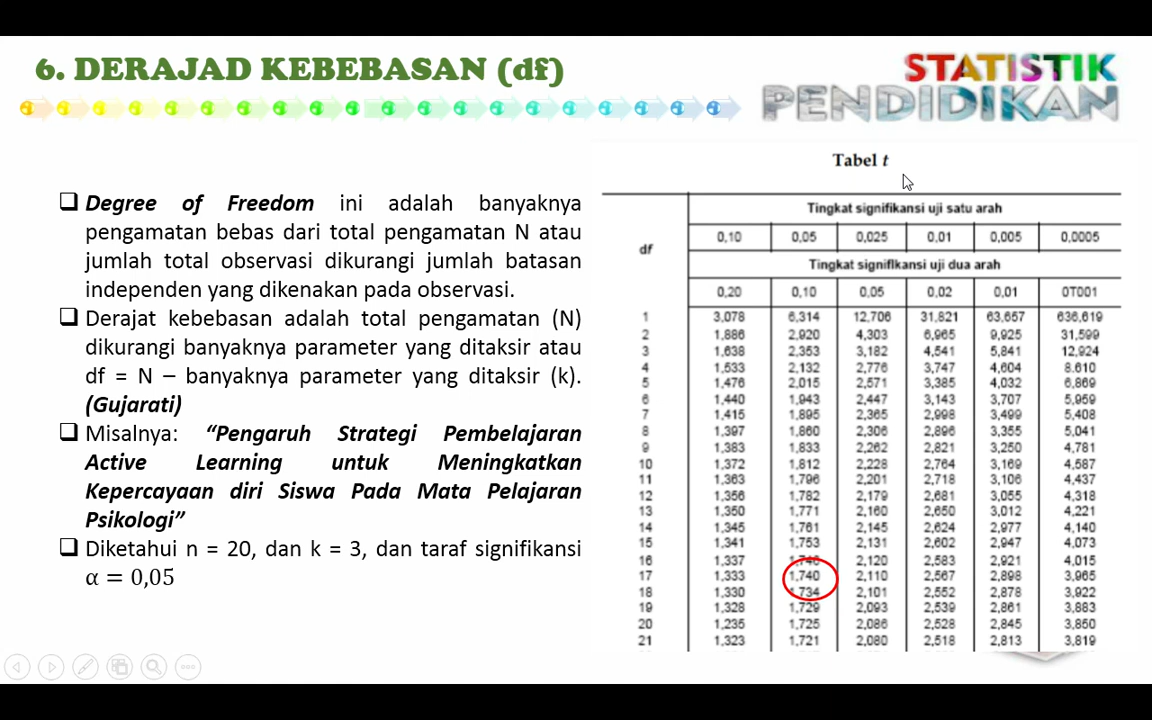 6. DERAJAD KEBEBASAN (df)
STATISTIK
PENDIDIKAN
❑ Degree of Freedom ini adalah banyaknya
pengamatan bebas dari total pengamatan N atau
jumlah total observasi dikurangi jumlah batasan
independen yang dikenakan pada observasi.
❑ Derajat kebebasan adalah total pengamatan (N)
dikurangi banyaknya parameter yang ditaksir atau
df = N – banyaknya parameter yang ditaksir (k).
(Gujarati)
❑ Misalnya: “Pengaruh Strategi Pembelajaran
Active Learning untuk Meningkatkan
Kepercayaan diri Siswa Pada Mata Pelajaran
Psikologi”
❑ Diketahui n = 20, dan k = 3, dan taraf signifikansi
α = 0,05
Tabel t
Tingkat signifikansi uji satu arah
df
0,10 0,05 0,025 0,01 0,005 0,0005
Tingkat signiflkansi uji dua arah
0,20 0,10 0,05 0,02 0,01 0T001
1 3,078 6,314 12,706 31,821 63,657 636,619
2 1,886 2,920 4,303 6,965 9,925 31,599
3 1,638 2,353 3,182 4,541 5,841 12,924
4 1,533 2,132 2,776 3,747 4,604 8.610
5 1,476 2,015 2,571 3,385 4,032 6,869
6 1,440 1,943 2,447 3,143 3,707 5,959
7 1,415 1,895 2,365 2,998 3,499 5,408
8 1,397 1,860 2,306 2,896 3,355 5,041
9 1,383 1,833 2,262 2,821 3,250 4,781
10 1,372 1,812 2,228 2,764 3,169 4,587
11 1,363 1,796 2,201 2,718 3,106 4,437
12 1,356 1,782 2,179 2,681 3,055 4,318
13 1,350 1,771 2,160 2,650 3,012 4,221
14 1,345 1,761 2,145 2,624 2,977 4,140
15 1,341 1,753 2,131 2,602 2,947 4,073
16 1,337 2,120 2,583 2,921 4,015
17 1,333 1,740 2,110 2,567 2,898 3,965
18 1,330 1,734 2,101 2,552 2,878 3,922
19 1,328 1,729 2,093 2,539 2,861 3,883
20 1,235 1,725 2,086 2,528 2,845 3,850
21 1,323 1,721 2,080 2,518 2,813 3,819